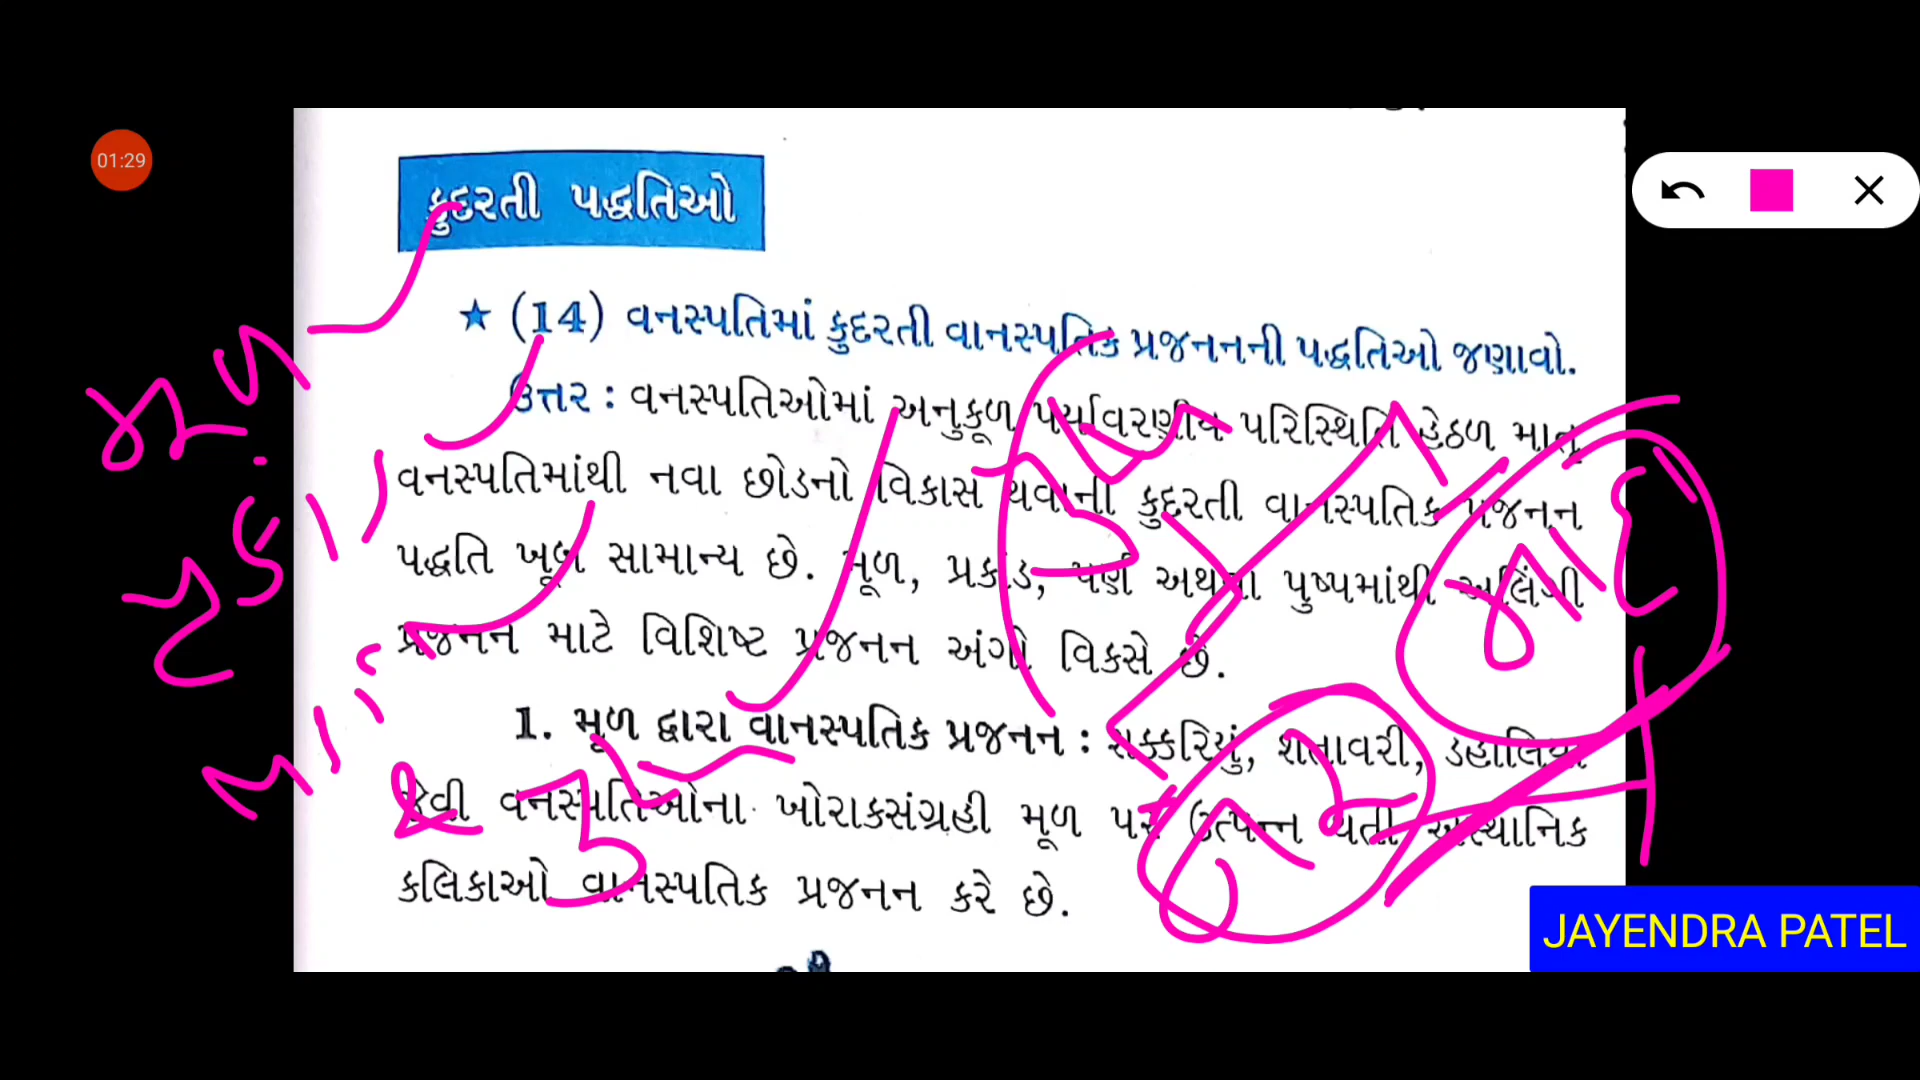 01:29
કુદરતી પદ્ધતિઓ
★ (14) વનસ્પતિમાં કુદરતી વાનસ્પતિક પ્રજનનની પદ્ધતિઓ જણાવો.
ઉત્તર : વનસ્પતિઓમાં અનુકૂળ પર્યાવરણીય પરિસ્થિતિ હેઠળ માતૃ
વનસ્પતિમાંથી નવા છોડનો વિકાસ થવાની કુદરતી વાનસ્પતિક પ્રજનન
પદ્ધતિ ખૂબ સામાન્ય છે. મૂળ, પ્રકાંડ, પર્ણ અથવા પુષ્પમાંથી અલિંગી
પ્રજનન માટે વિશિષ્ટ પ્રજનન અંગો વિકસે છે.
1. મૂળ દ્વારા વાનસ્પતિક પ્રજનન : સક્કરિયું, શતાવરી, ડહાલિયા
જેવી વનસ્પતિઓના ખોરાકસંગ્રહી મૂળ પર ઉત્પન્ન થતી અસ્થાનિક
કલિકાઓ વાનસ્પતિક પ્રજનન કરે છે.
JAYENDRA PATEL